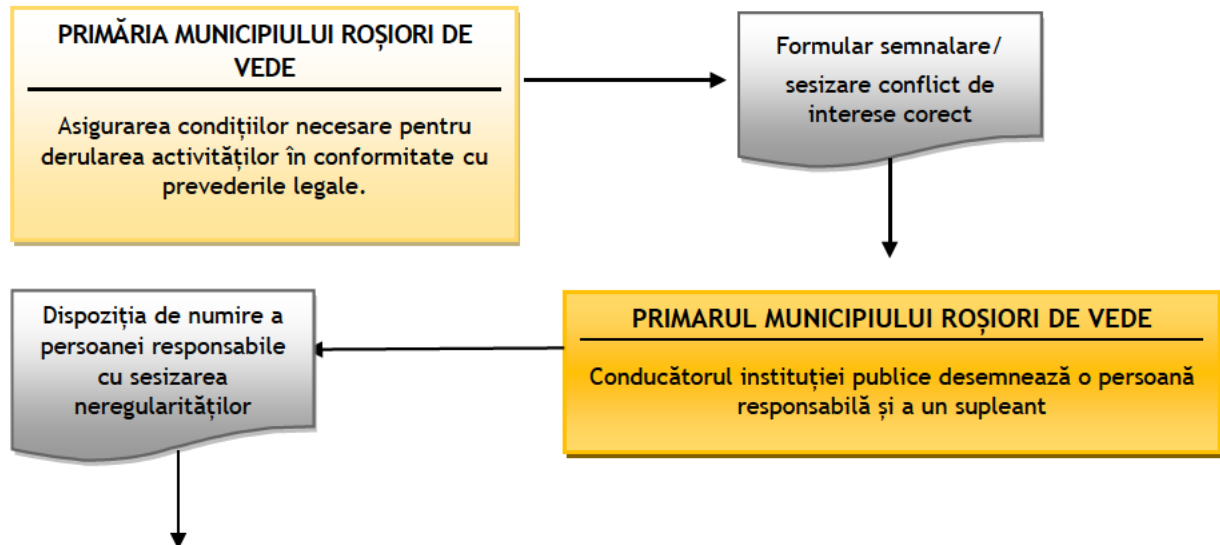 PRIMĂRIA MUNICIPIULUI ROȘIORI DE
VEDE
Asigurarea condițiilor necesare pentru
derularea activităților în conformitate cu
prevederile legale.
Formular semnalare/
sesizare conflict de
interese corect
Dispoziția de numire a
persoanei responsabile
cu sesizarea
neregularităților
PRIMARUL MUNICIPIULUI ROȘIORI DE VEDE
Conducătorul instituției publice desemnează o persoană
responsabilă și a un supleant